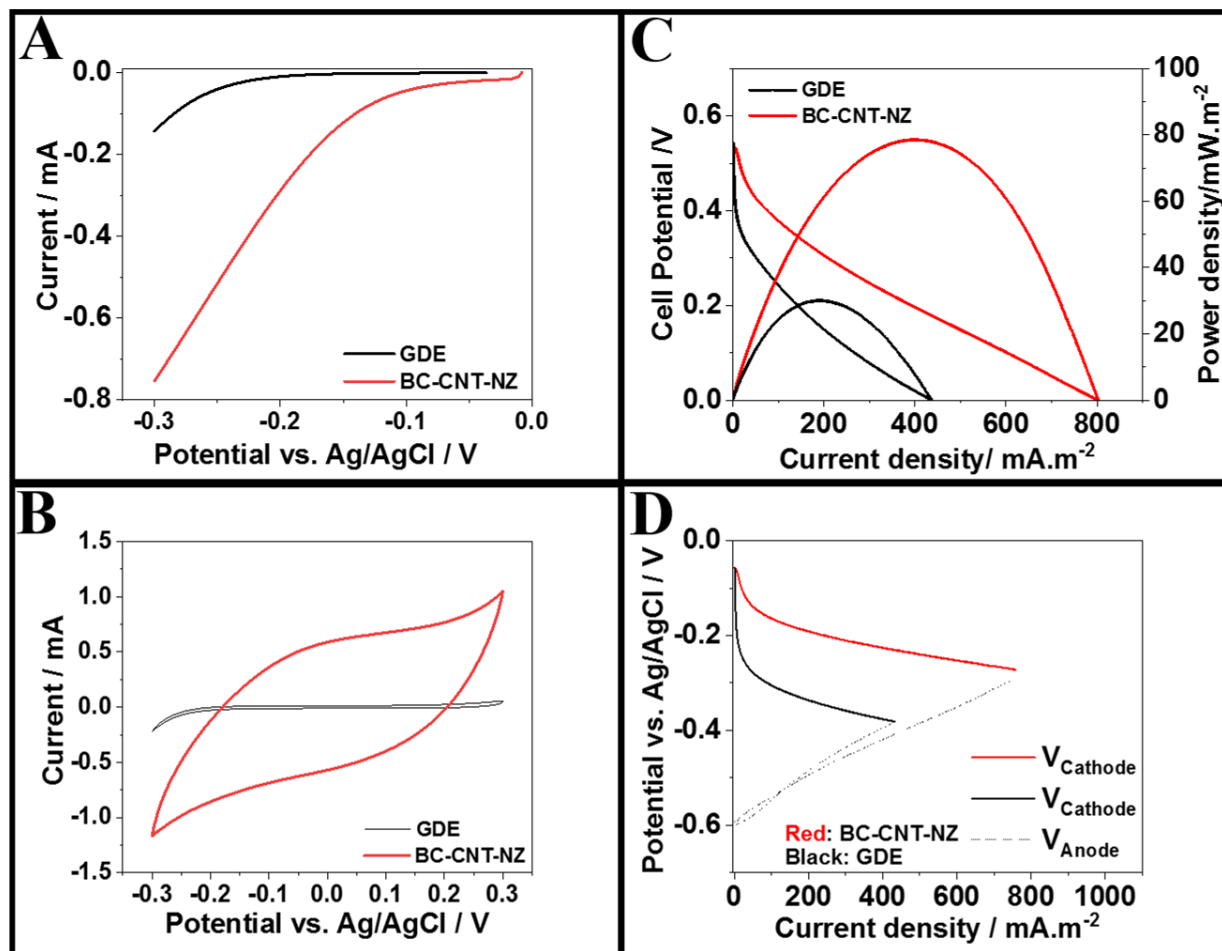 A
0.0
-0.2
-0.4
-0.6
-0.8
Current / mA
GDE
BC-CNT-NZ
-0.3
-0.2
-0.1
0.0
Potential vs. Ag/AgCl / V
C
GDE
BC-CNT-NZ
0.6
0.4
0.2
0.0
Cell Potential /V
100
80
60
40
20
0
Power density/mW.m-2
0
200
400
600
800
Current density/ mA.m-2
B
1.5
1.0
0.5
0.0
-0.5
-1.0
-1.5
Current / mA
GDE
BC-CNT-NZ
-0.3
-0.2
-0.1
0.0
0.1
0.2
0.3
Potential vs. Ag/AgCl / V
D
0.0
-0.2
-0.4
-0.6
Potential vs. Ag/AgCl / V
VCathode
VCathode
VAnode
Red: BC-CNT-NZ
Black: GDE
0
200
400
600
800
1000
Current density / mA.m-2